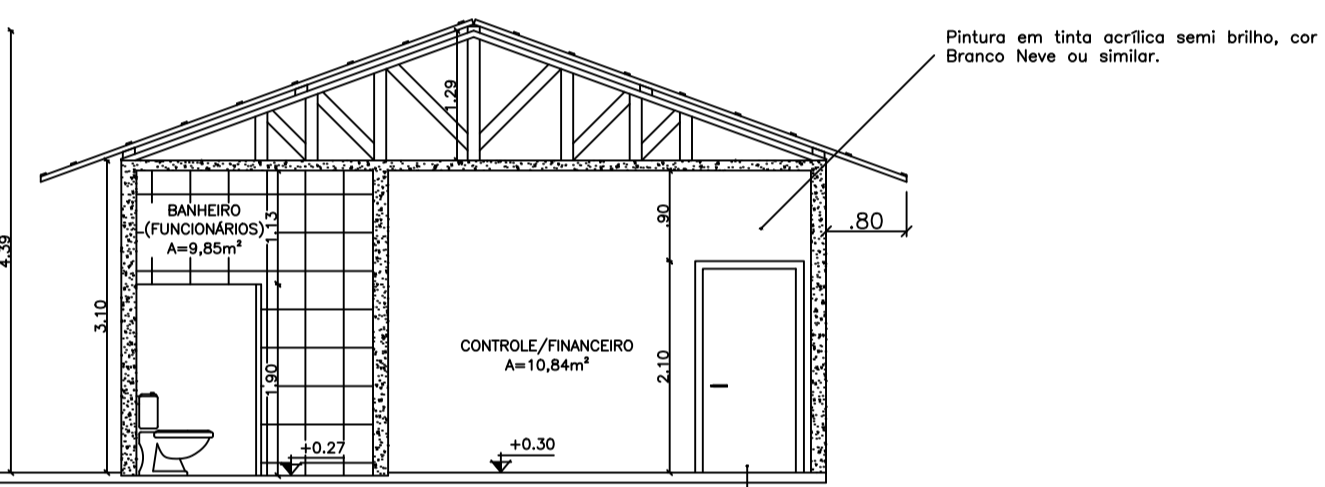 Pintura em tinta acrílica semi brilho, cor
Branco Neve ou similar.
1.29
4.39
3.10
BANHEIRO
(FUNCIONÁRIOS)
A=9,85m²
1.13
1.90
+0.27
CONTROLE/FINANCEIRO
A=10,84m²
+0.30
.90
2.10
.80